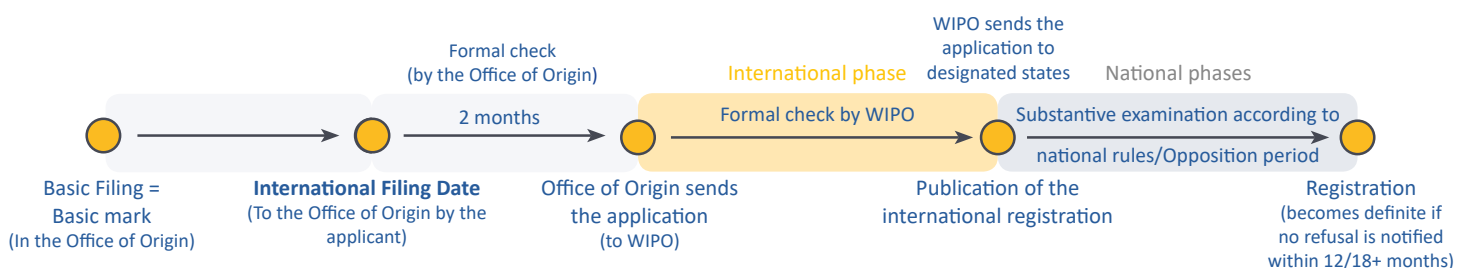 WIPO sends the
application to
designated states
Formal check
(by the Office of Origin)
International phase
National phases
2 months
Formal check by WIPO
Substantive examination according to
national rules/Opposition period
Basic Filing =
Basic mark
(In the Office of Origin)
International Filing Date
(To the Office of Origin by the
applicant)
Office of Origin sends
the application
(to WIPO)
Publication of the
international registration
Registration
(becomes definite if
no refusal is notified
within 12/18+ months)